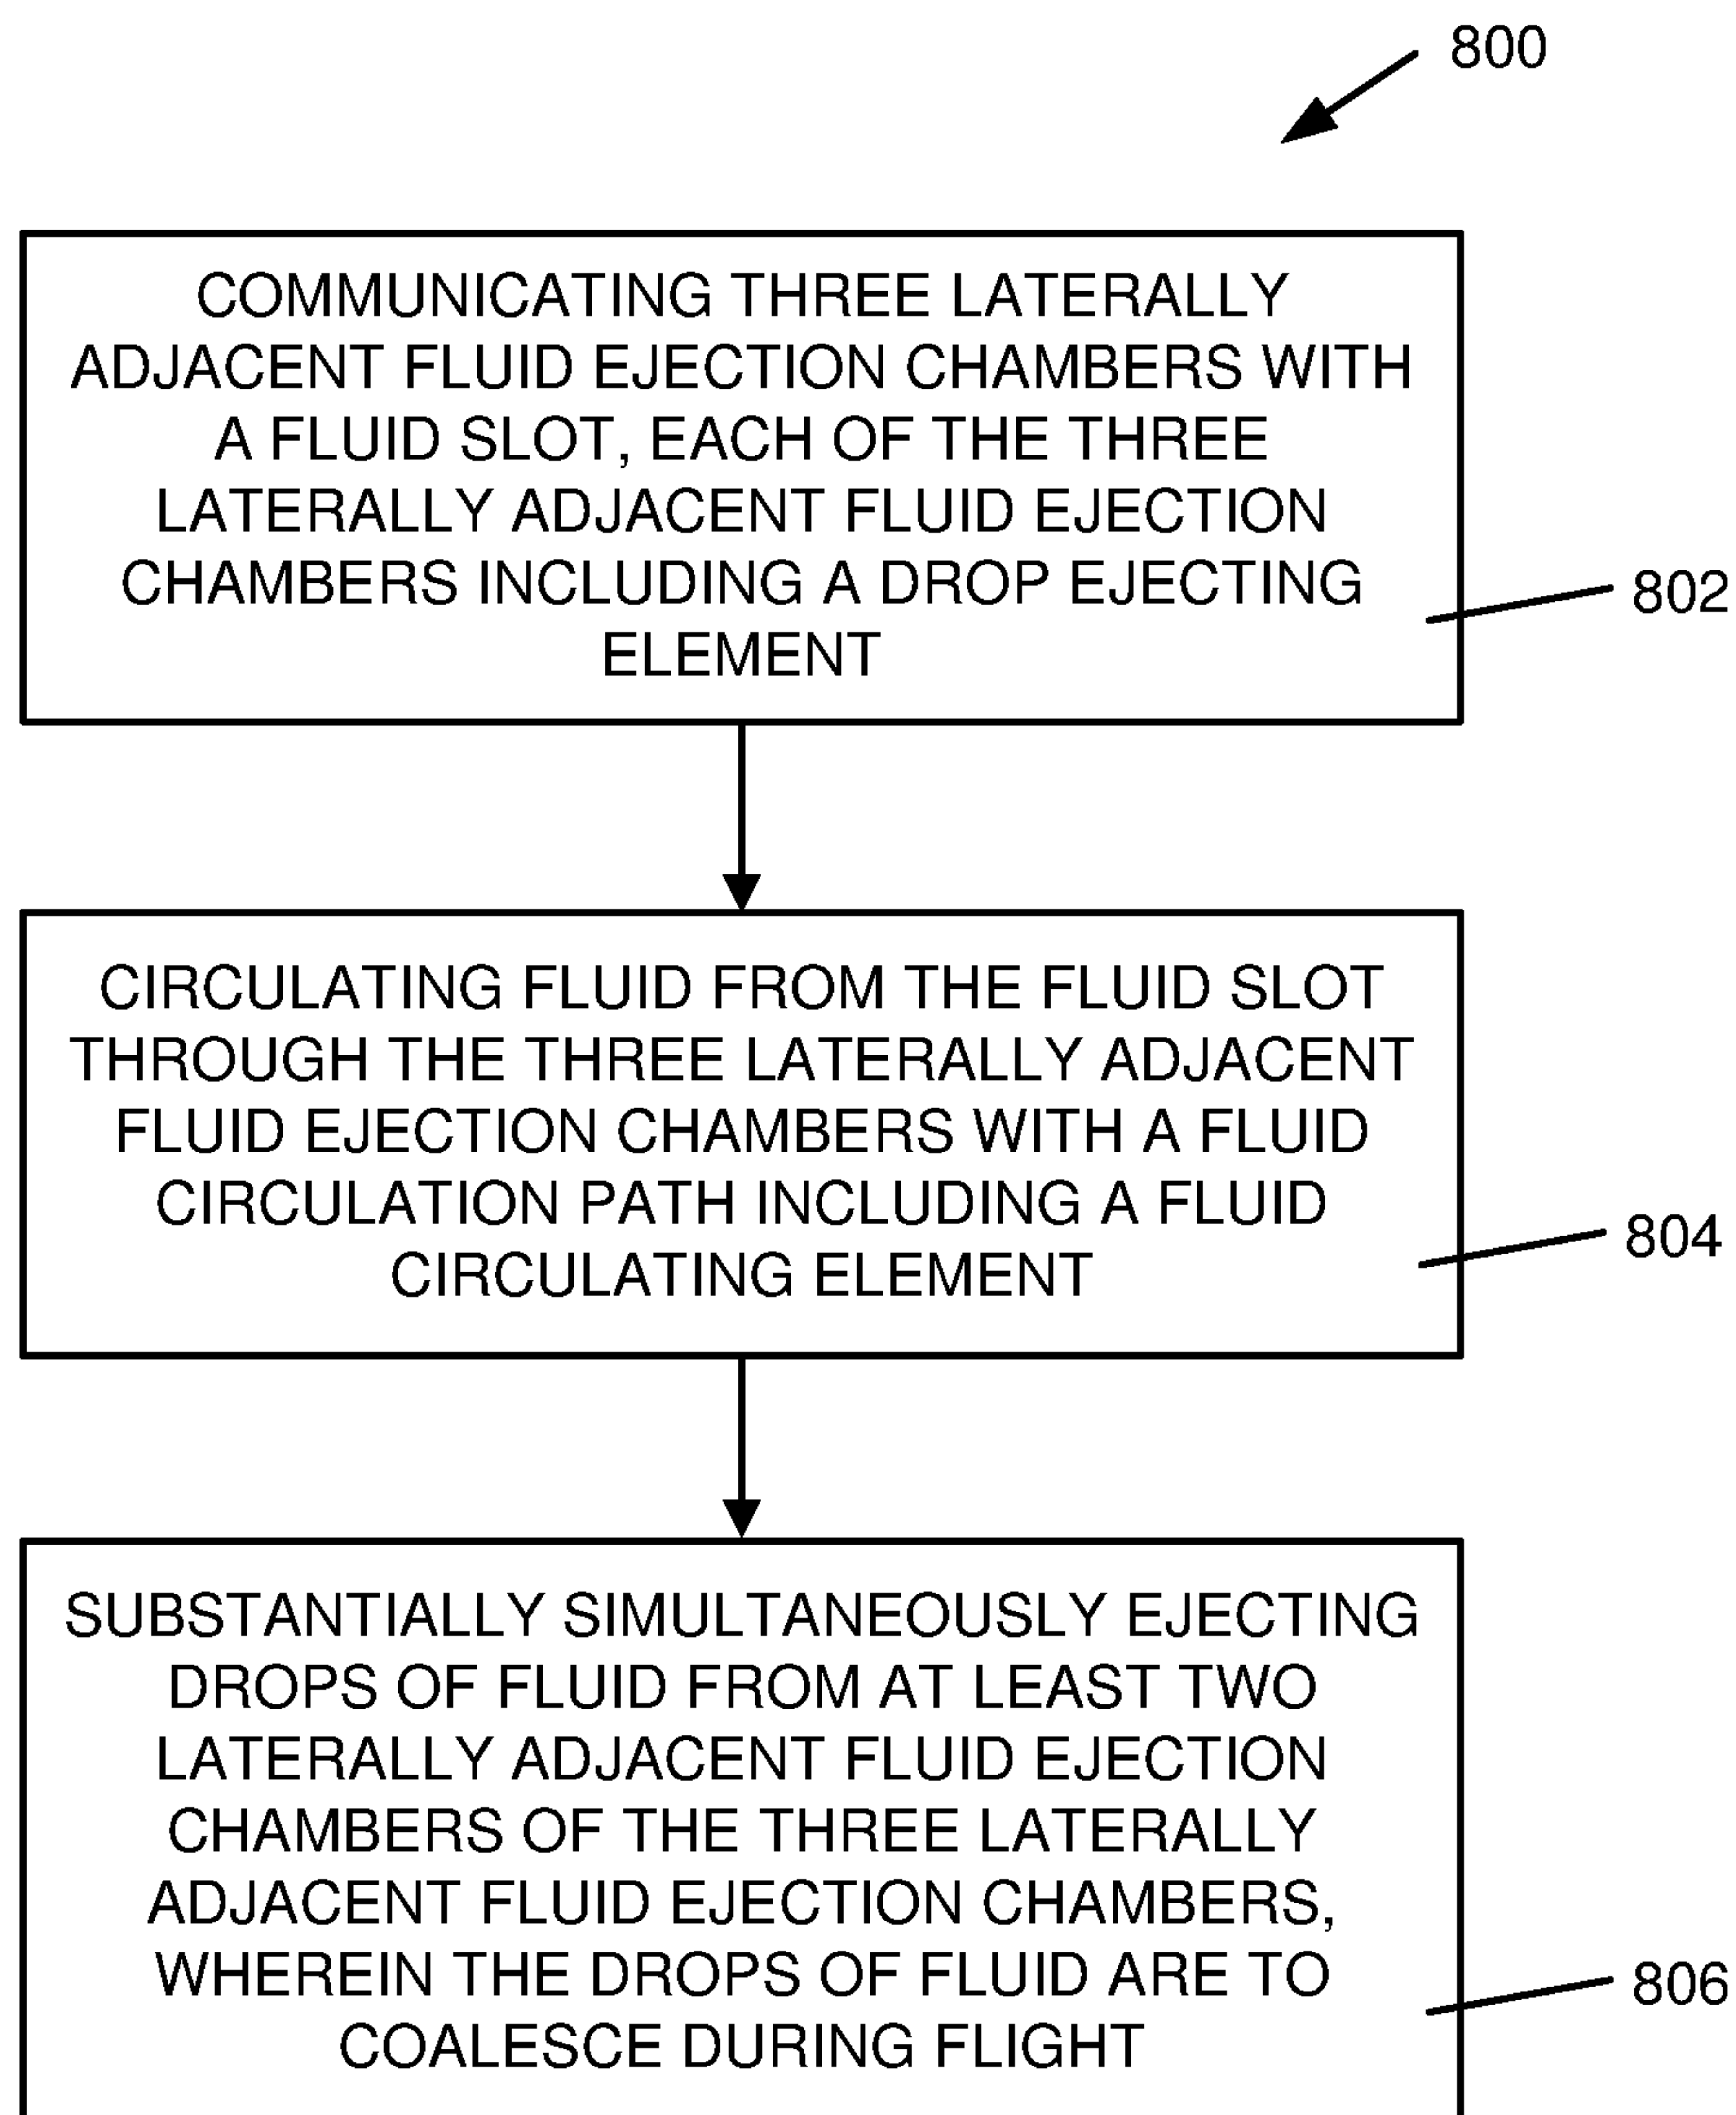 800
COMMUNICATING THREE LATERALLY
ADJACENT FLUID EJECTION CHAMBERS WITH
A FLUID SLOT, EACH OF THE THREE
LATERALLY ADJACENT FLUID EJECTION
CHAMBERS INCLUDING A DROP EJECTING
ELEMENT
802
CIRCULATING FLUID FROM THE FLUID SLOT
THROUGH THE THREE LATERALLY ADJACENT
FLUID EJECTION CHAMBERS WITH A FLUID
CIRCULATION PATH INCLUDING A FLUID
CIRCULATING ELEMENT
804
SUBSTANTIALLY SIMULTANEOUSLY EJECTING
DROPS OF FLUID FROM AT LEAST TWO
LATERALLY ADJACENT FLUID EJECTION
CHAMBERS OF THE THREE LATERALLY
ADJACENT FLUID EJECTION CHAMBERS,
WHEREIN THE DROPS OF FLUID ARE TO
COALESCE DURING FLIGHT
806